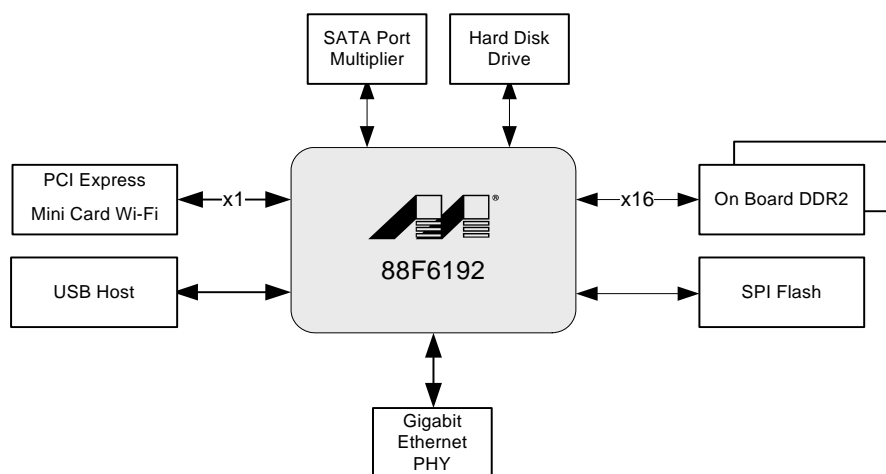 SATA Port
Multiplier
Hard Disk
Drive
PCI Express
Mini Card Wi-Fi
x1
x16
On Board DDR2
®
88F6192
USB Host
SPI Flash
Gigabit
Ethernet
PHY